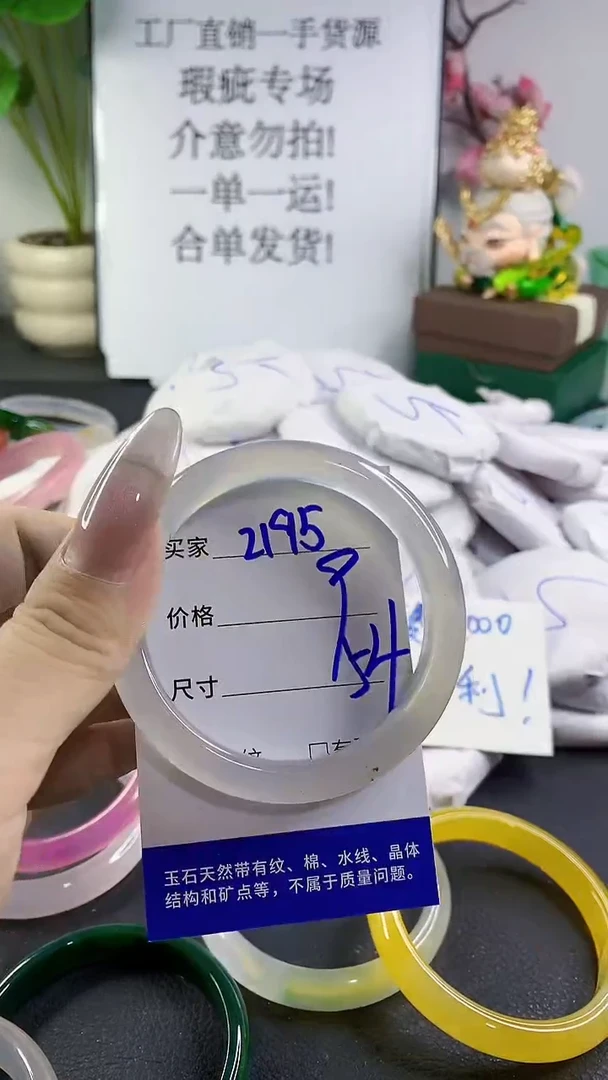 工厂直销一手货源
瑕疵专场
介意勿拍!
一单一运!
合单发货!
买家 2195
价格
尺寸 54
000
利!
玉石天然带有纹、棉、水线、晶体
结构和矿点等，不属于质量问题。